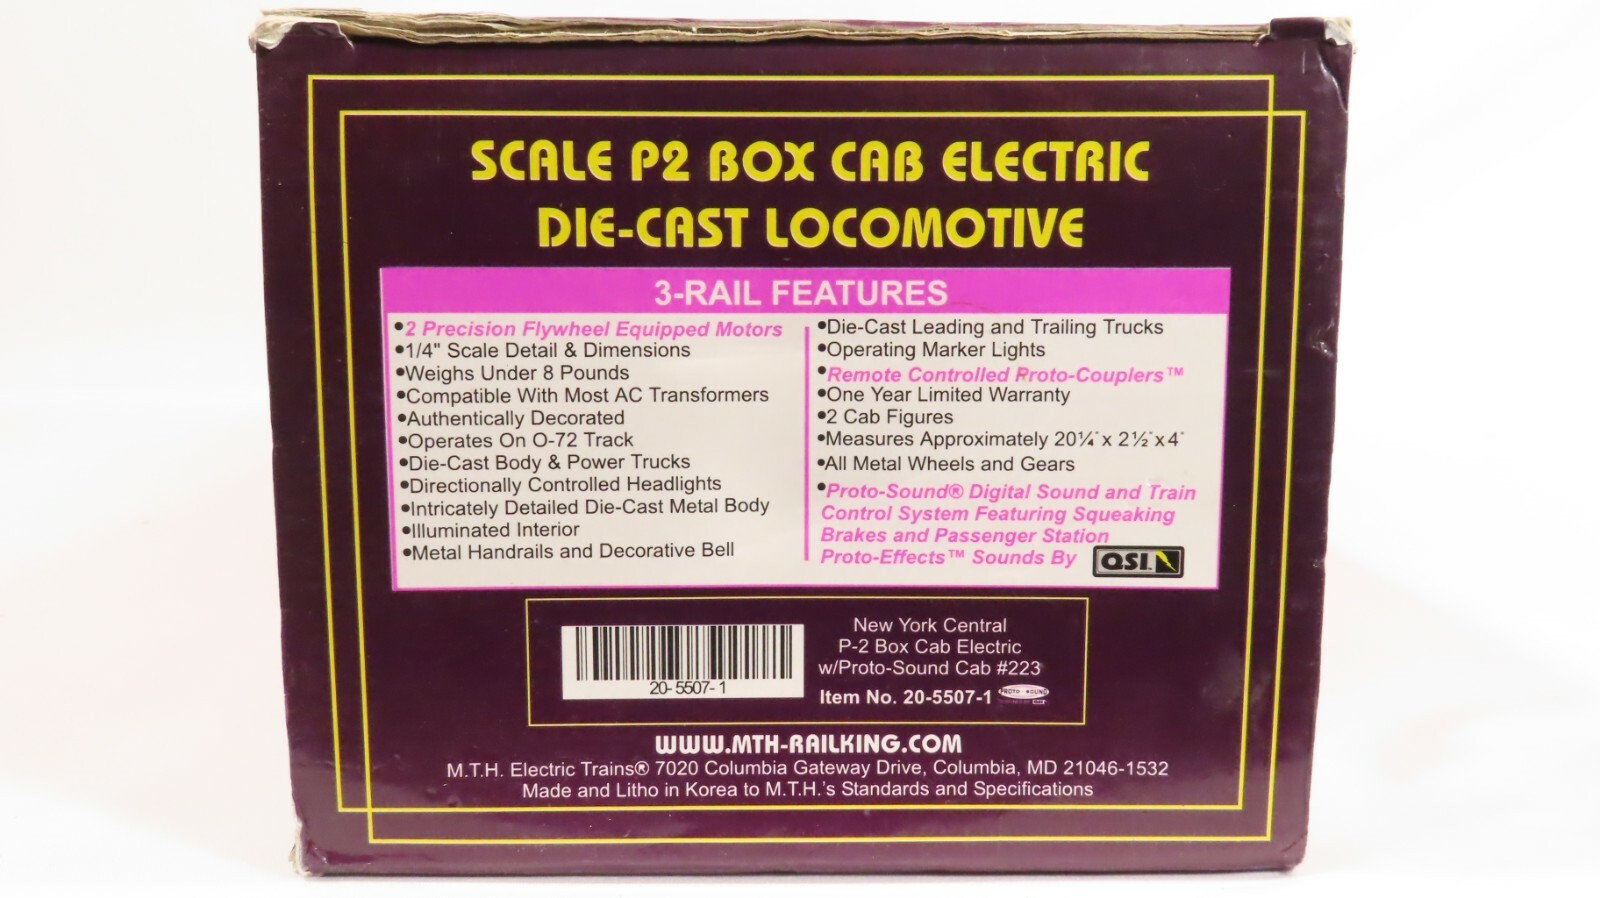 SCALE P2 BOX CAB ELECTRIC
DIE-CAST LOCOMOTIVE
3-RAIL FEATURES
•2 Precision Flywheel Equipped Motors
•1/4" Scale Detail & Dimensions
•Weighs Under 8 Pounds
•Compatible With Most AC Transformers
•Authentically Decorated
•Operates On O-72 Track
•Die-Cast Body & Power Trucks
•Directionally Controlled Headlights
•Intricately Detailed Die-Cast Metal Body
•Illuminated Interior
•Metal Handrails and Decorative Bell
•Die-Cast Leading and Trailing Trucks
•Operating Marker Lights
•Remote Controlled Proto-Couplers™
•One Year Limited Warranty
•2 Cab Figures
•Measures Approximately 20¼" x 2½" x 4"
•All Metal Wheels and Gears
•Proto-Sound® Digital Sound and Train
Control System Featuring Squeaking
Brakes and Passenger Station
Proto-Effects™ Sounds By QSI
20-5507-1
New York Central
P-2 Box Cab Electric
w/Proto-Sound Cab #223
Item No. 20-5507-1
WWW.MTH-RAILKING.COM
M.T.H. Electric Trains® 7020 Columbia Gateway Drive, Columbia, MD 21046-1532
Made and Litho in Korea to M.T.H.'s Standards and Specifications